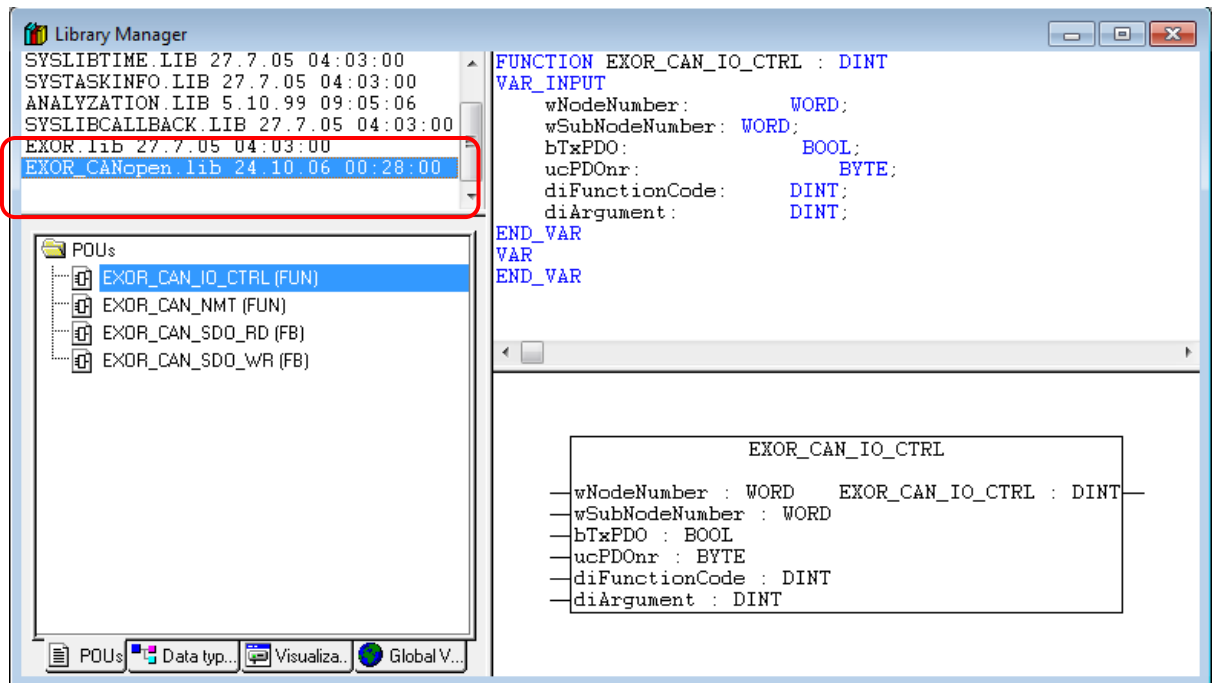 Library Manager
SYSLIBTIME.LIB 27.7.05 04:03:00
SYSTASKINFO.LIB 27.7.05 04:03:00
ANALYZATION.LIB 5.10.99 09:05:06
SYSLIBCALLBACK.LIB 27.7.05 04:03:00
EXOR.lib 27.7.05 04:03:00
EXOR_CANopen.lib 24.10.06 00:28:00
POUs
EXOR_CAN_IO_CTRL (FUN)
EXOR_CAN_NMT (FUN)
EXOR_CAN_SDO_RD (FB)
EXOR_CAN_SDO_WR (FB)
POUs Data typ... Visualiza.. Global V...
FUNCTION EXOR_CAN_IO_CTRL : DINT
VAR_INPUT
wNodeNumber: WORD;
wSubNodeNumber: WORD;
bTxPDO: BOOL;
ucPDOnr: BYTE;
diFunctionCode: DINT;
diArgument: DINT;
END_VAR
VAR
END_VAR
EXOR_CAN_IO_CTRL
wNodeNumber : WORD EXOR_CAN_IO_CTRL : DINT
wSubNodeNumber : WORD
bTxPDO : BOOL
ucPDOnr : BYTE
diFunctionCode : DINT
diArgument : DINT